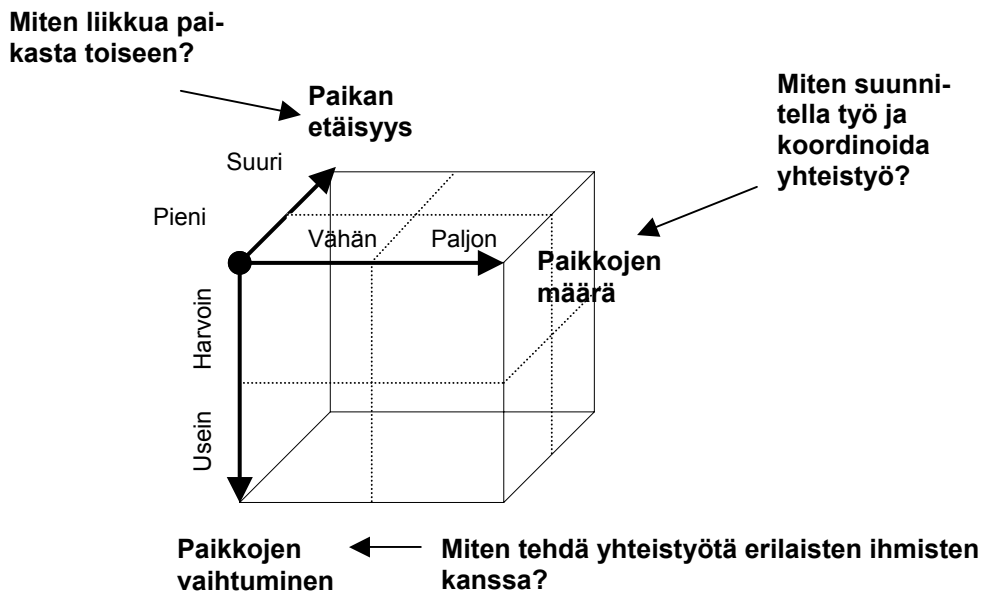 Miten liikkua pai-
kasta toiseen?
Paikan
etäisyys
Miten suunni-
tella työ ja
koordinoida
yhteistyö?
Suuri
Pieni
Vähän
Paljon
Paikkojen
määrä
Harvoin
Usein
Paikkojen
vaihtuminen
Miten tehdä yhteistyötä erilaisten ihmisten
kanssa?